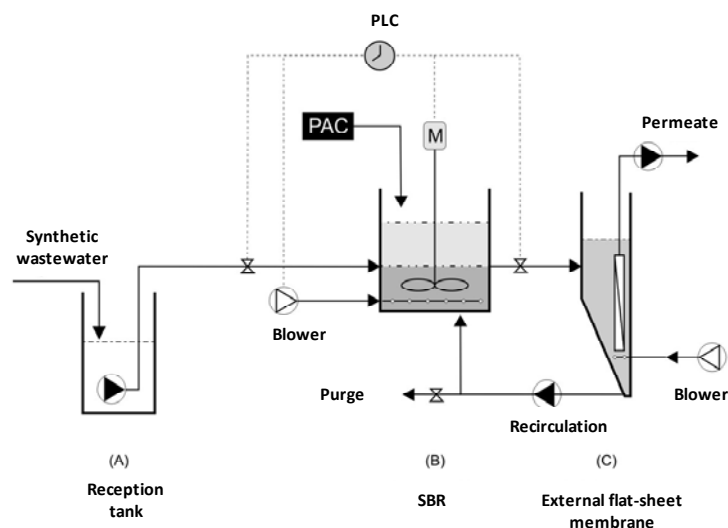 PLC
PAC
M
Permeate
Synthetic
wastewater
Blower
Purge
Recirculation
Blower
(A)
(B)
(C)
Reception
tank
SBR
External flat-sheet
membrane